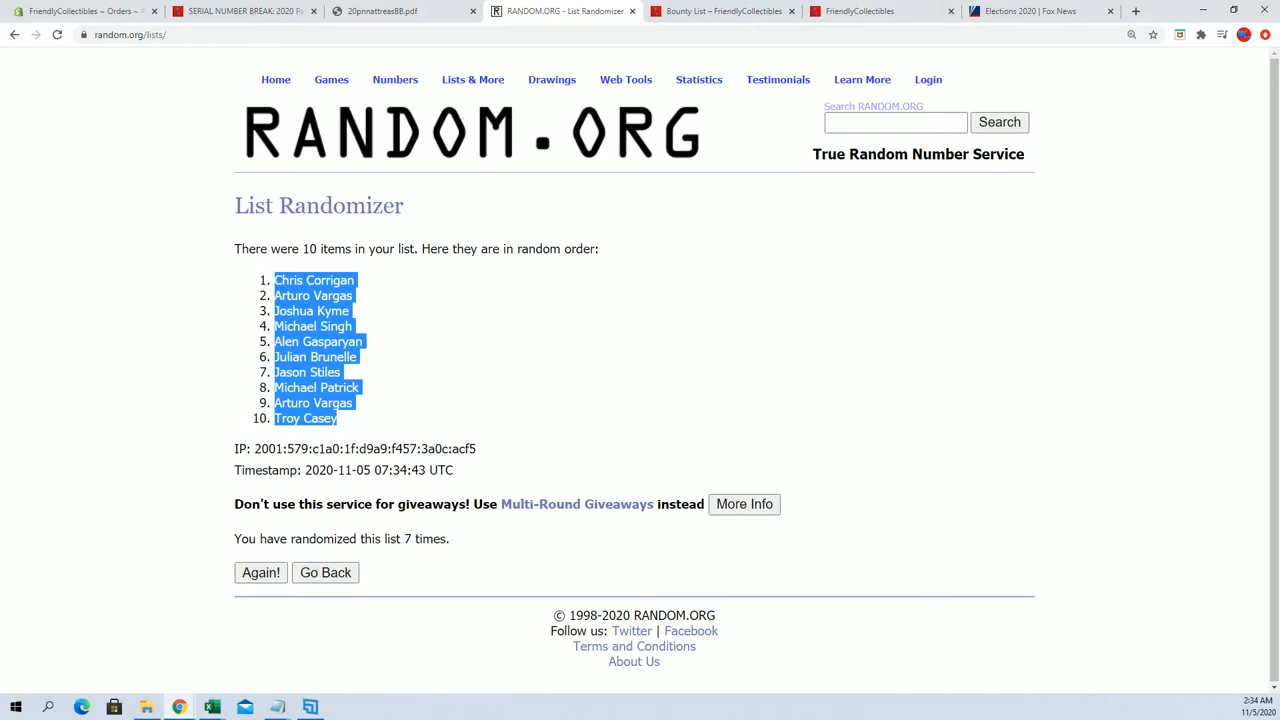 FriendlyCollectibles ~ Orders ~
SERIAL NUMBER BREAK: 2020 Pa
20pnnattreasBB.pdf
RANDOM.ORG - List Randomizer
Bounty List – FriendlyCollectibles
FriendlyCollectibles
Elections 2020 | Fox News
random.org/lists/
Home Games Numbers Lists & More Drawings Web Tools Statistics Testimonials Learn More Login
RANDOM.ORG
Search RANDOM.ORG
Search
True Random Number Service
List Randomizer
There were 10 items in your list. Here they are in random order:
1. Chris Corrigan
2. Arturo Vargas
3. Joshua Kyme
4. Michael Singh
5. Alen Gasparyan
6. Julian Brunelle
7. Jason Stiles
8. Michael Patrick
9. Arturo Vargas
10. Troy Casey
IP: 2001:579:c1a0:1f:d9a9:f457:3a0c:acf5
Timestamp: 2020-11-05 07:34:43 UTC
Don't use this service for giveaways! Use Multi-Round Giveaways instead More Info
You have randomized this list 7 times.
Again! Go Back
© 1998-2020 RANDOM.ORG
Follow us: Twitter | Facebook
Terms and Conditions
About Us
2:34 AM
11/5/2020